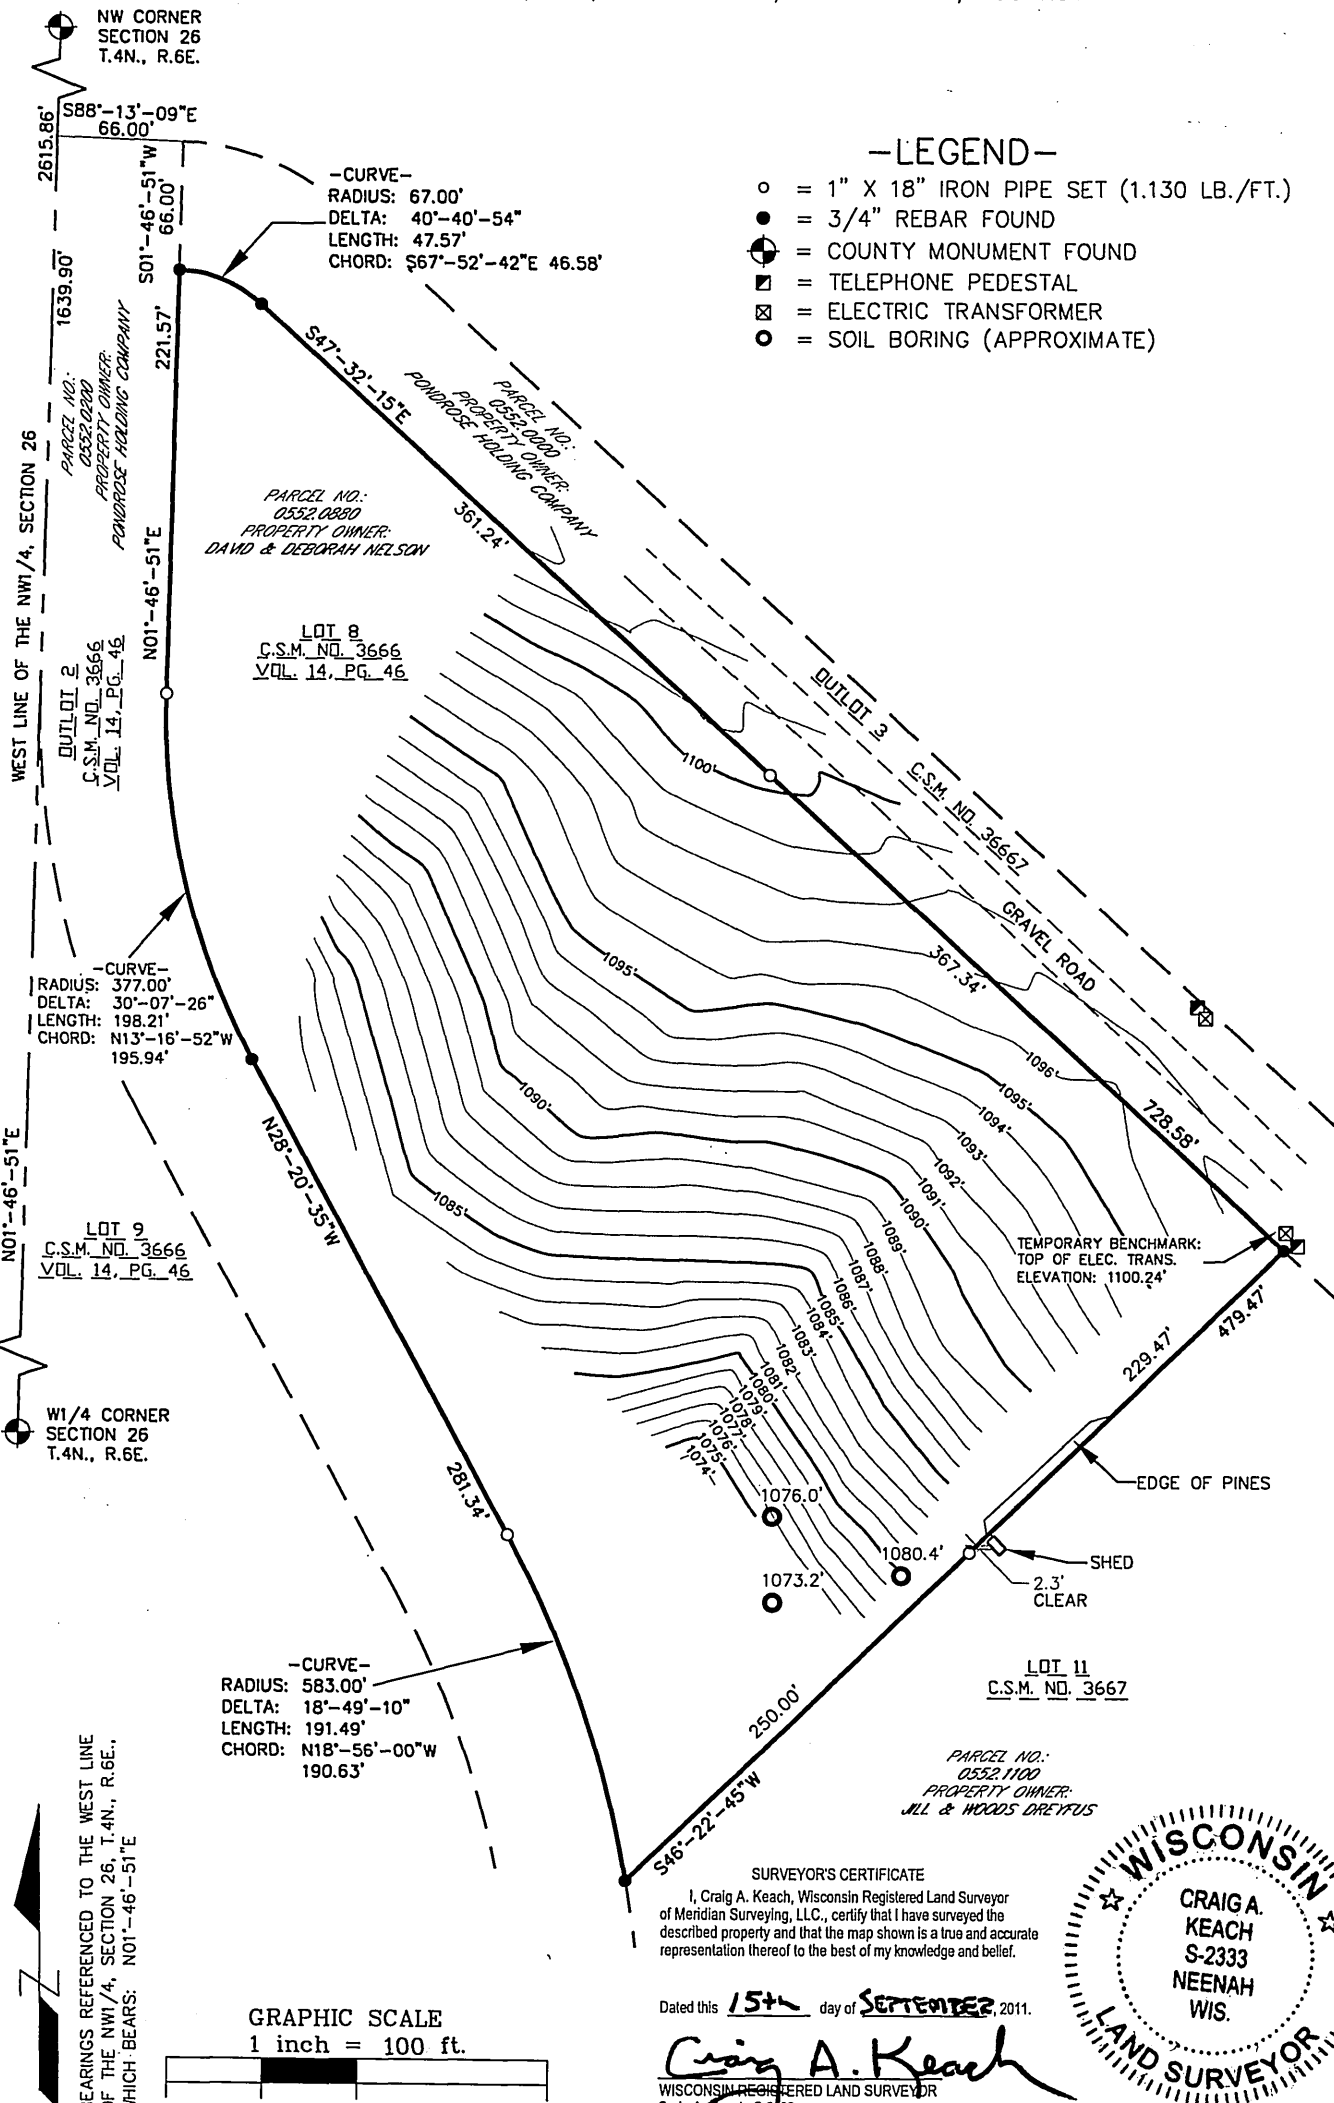 NW CORNER
SECTION 26
T.4N., R.6E.
2615.86'
S88°-13'-09"E
66.00'
S01°-46'-51"W
66.00'
-CURVE-
RADIUS: 67.00'
DELTA: 40°-40'-54"
LENGTH: 47.57'
CHORD: S67°-52'-42"E 46.58'
-LEGEND-
= 1" X 18" IRON PIPE SET (1.130 LB./FT.)
= 3/4" REBAR FOUND
= COUNTY MONUMENT FOUND
= TELEPHONE PEDESTAL
= ELECTRIC TRANSFORMER
= SOIL BORING (APPROXIMATE)
1639.90'
221.57'
PARCEL NO.:
0552.0200
PROPERTY OWNER:
PONDROSE HOLDING COMPANY
S47°-32'-15"E
PARCEL NO.:
0552.0000
PROPERTY OWNER:
PONDROSE HOLDING COMPANY
361.24'
WEST LINE OF THE NW1/4, SECTION 26
N01°-46'-51"E
PARCEL NO.:
0552.0880
PROPERTY OWNER:
DAVID & DEBORAH NELSON
LOT 8
C.S.M. NO. 3666
VOL. 14, PG. 46
OUTLOT 2
C.S.M. NO. 3666
VOL. 14, PG. 46
OUTLOT 3
C.S.M. NO. 36667
GRAVEL ROAD
1100'
367.34'
1095'
-CURVE-
RADIUS: 377.00'
DELTA: 30°-07'-26"
LENGTH: 198.21'
CHORD: N13°-16'-52"W
195.94'
1096'
1095'
1094'
1093'
1092'
1091'
1090'
1090'
728.58'
N01°-46'-51"E
N28°-20'-35"W
1085'
1089'
1088'
1087'
1086'
1085'
1084'
1083'
1082'
1081'
1080'
1079'
1078'
1077'
1076'
1075'
1074'
LOT 9
C.S.M. NO. 3666
VOL. 14, PG. 46
TEMPORARY BENCHMARK:
TOP OF ELEC. TRANS.
ELEVATION: 1100.24'
479.47'
229.47'
W1/4 CORNER
SECTION 26
T.4N., R.6E.
281.34'
EDGE OF PINES
1076.0'
1080.4'
1073.2'
SHED
2.3'
CLEAR
-CURVE-
RADIUS: 583.00'
DELTA: 18°-49'-10"
LENGTH: 191.49'
CHORD: N18°-56'-00"W
190.63'
LOT 11
C.S.M. NO. 3667
250.00'
S46°-22'-45"W
PARCEL NO.:
0552.1100
PROPERTY OWNER:
JILL & WOODS DREYFUS
EARINGS REFERENCED TO THE WEST LINE
OF THE NW1/4, SECTION 26, T.4N., R.6E.,
WHICH BEARS: N01°-46'-51"E
SURVEYOR'S CERTIFICATE
I, Craig A. Keach, Wisconsin Registered Land Surveyor
of Meridian Surveying, LLC., certify that I have surveyed the
described property and that the map shown is a true and accurate
representation thereof to the best of my knowledge and belief.
Dated this 15th day of SEPTEMBER, 2011.
Craig A. Keach
WISCONSIN REGISTERED LAND SURVEYOR
WISCONSIN
CRAIG A.
KEACH
S-2333
NEENAH
WIS.
LAND SURVEYOR
GRAPHIC SCALE
1 inch = 100 ft.